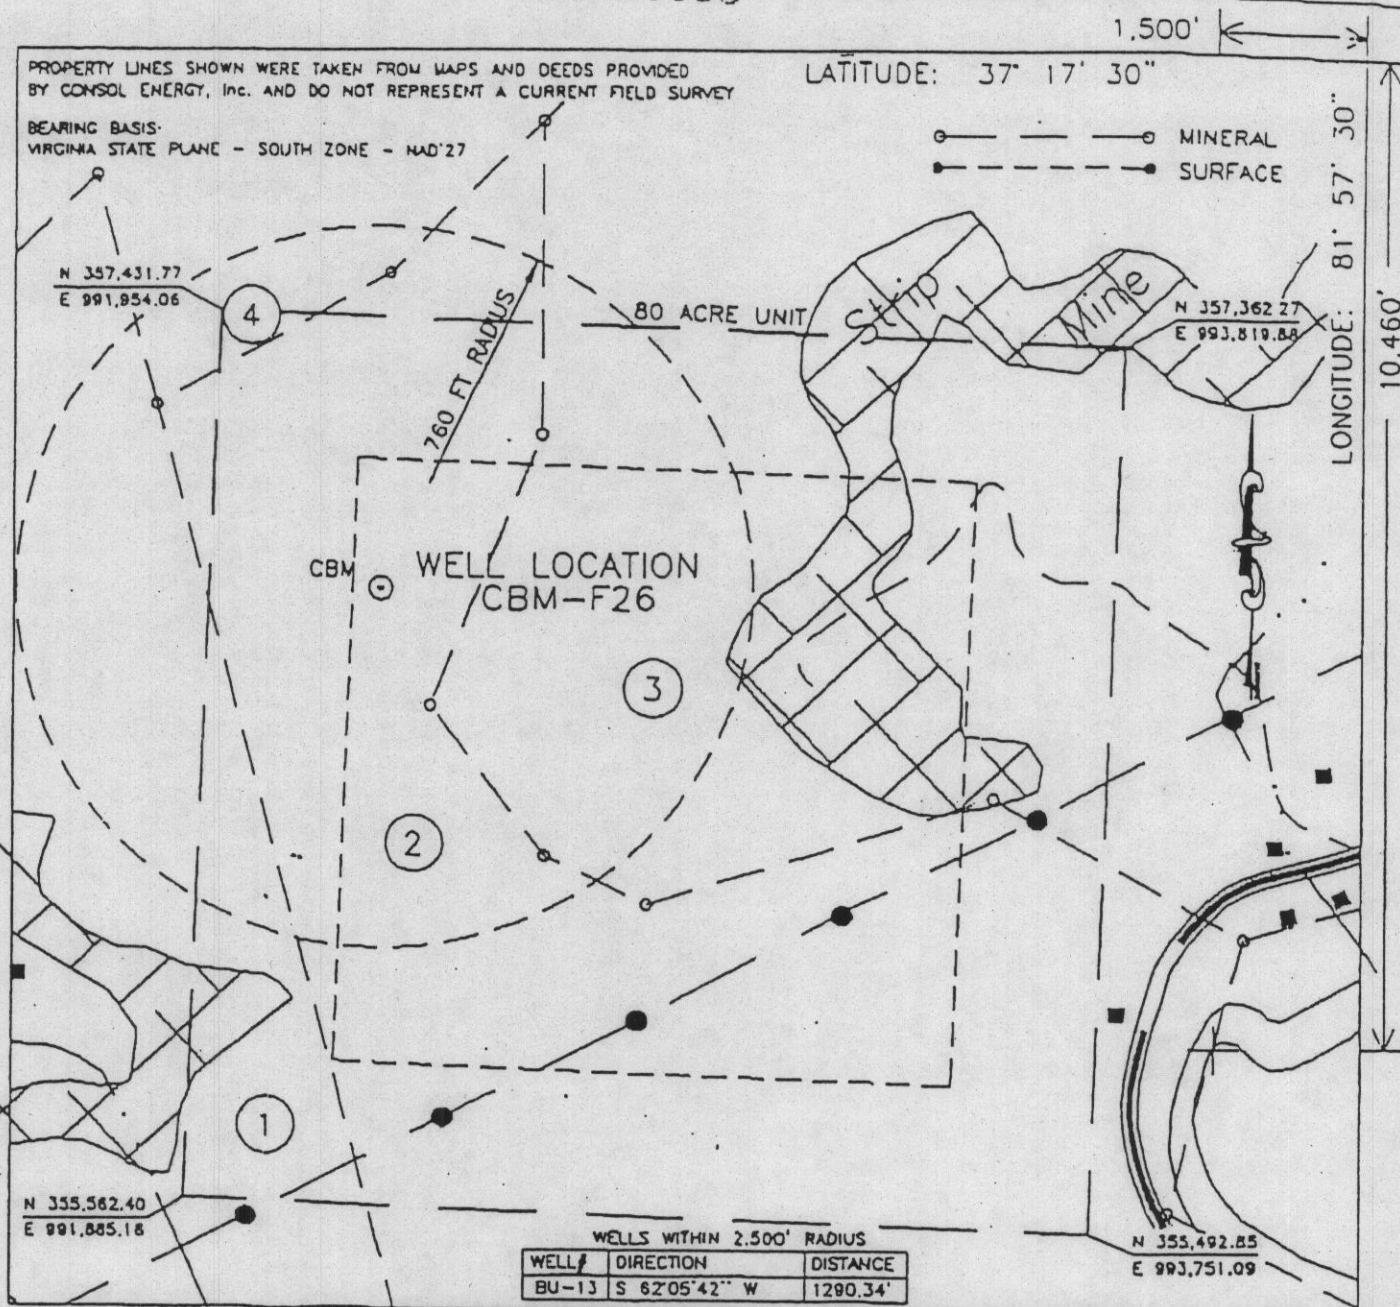 1,500'
PROPERTY LINES SHOWN WERE TAKEN FROM MAPS AND DEEDS PROVIDED
BY CONSOL ENERGY, Inc. AND DO NOT REPRESENT A CURRENT FIELD SURVEY
LATITUDE: 37° 17' 30"
BEARING BASIS:
VIRGINIA STATE PLANE - SOUTH ZONE - NAD'27
MINERAL
SURFACE
LONGITUDE: 81° 57' 30"
10,460'
N 357,431.77
E 991,954.06
4
760 FT RADIUS
80 ACRE UNIT
Strip Mine
N 357,362.27
E 993,819.88
CBM
WELL LOCATION
CBM-F26
3
2
1
N 355,562.40
E 991,885.16
N 355,492.85
E 993,751.09
WELLS WITHIN 2,500' RADIUS
WELL# DIRECTION DISTANCE
BU-13 S 62°05'42" W 1290.34'